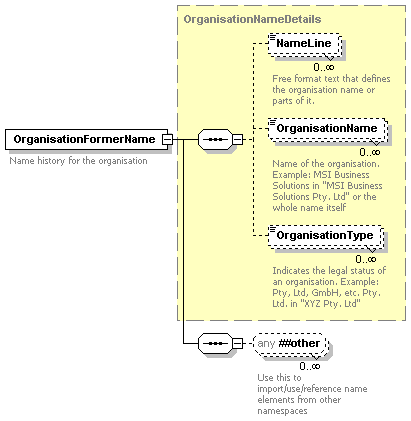 OrganisationNameDetails
NameLine
0..∞
Free format text that defines
the organisation name or
parts of it.
OrganisationFormerName
Name history for the organisation
OrganisationName
0..∞
Name of the organisation.
Example: MSI Business
Solutions in "MSI Business
Solutions Pty. Ltd" or the
whole name itself
OrganisationType
0..∞
Indicates the legal status of
an organisation. Example:
Pty, Ltd, GmbH, etc. Pty.
Ltd. in "XYZ Pty. Ltd"
any ##other
0..∞
Use this to
import/use/reference name
elements from other
namespaces